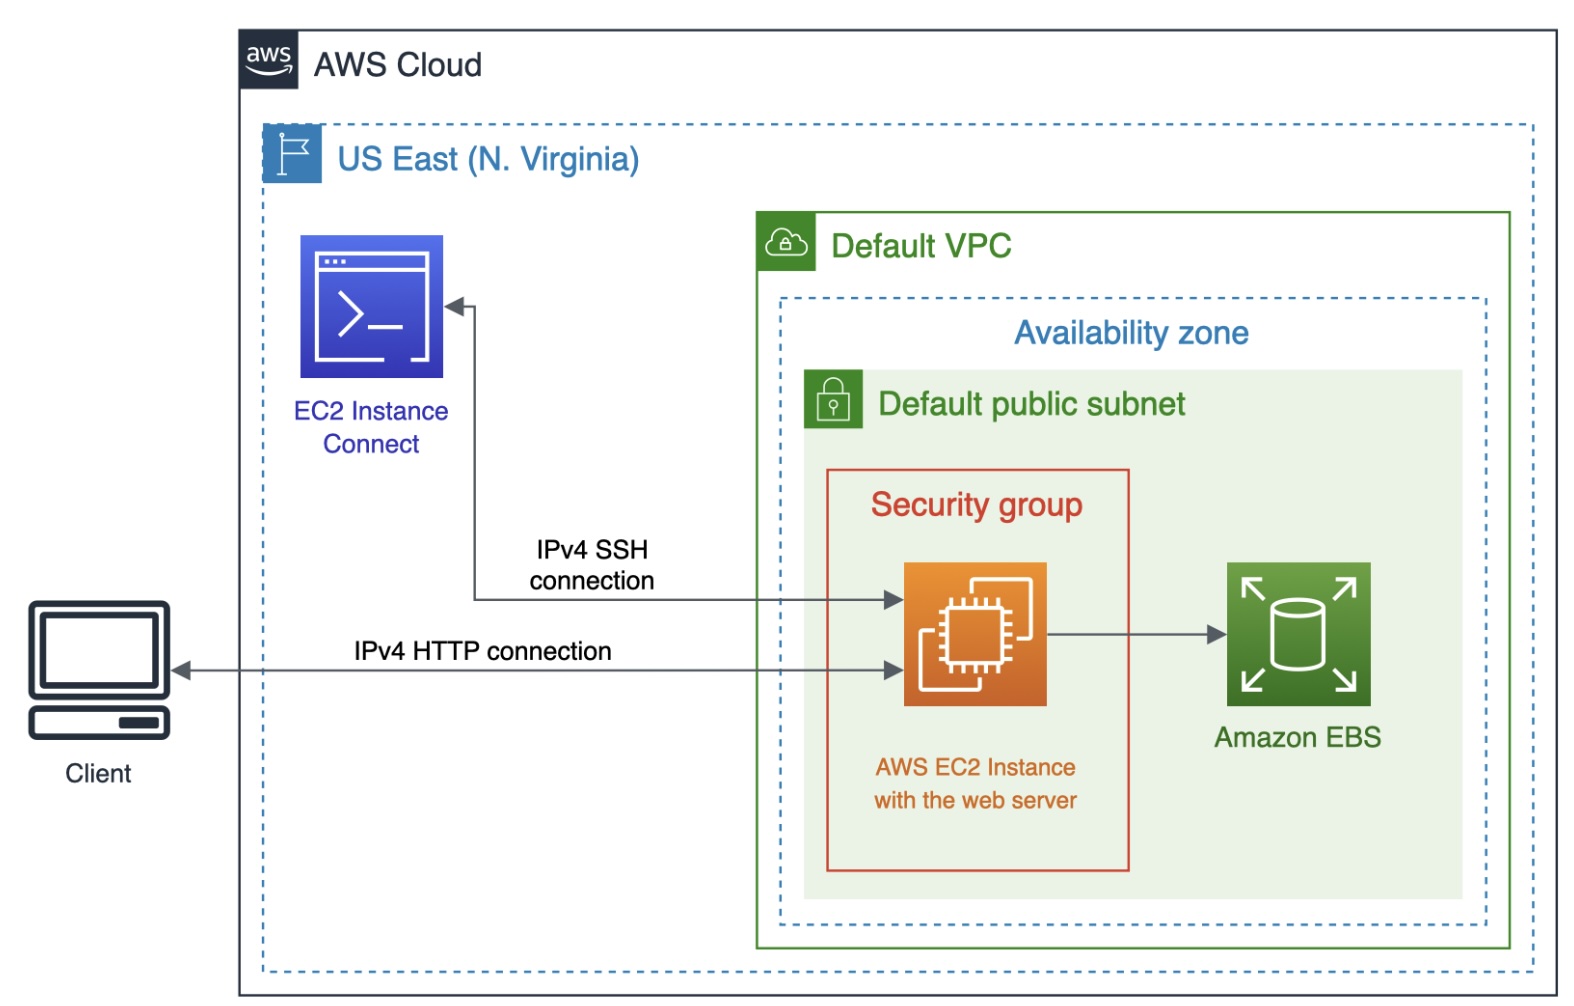 aws
AWS Cloud
US East (N. Virginia)
Default VPC
Availability zone
EC2 Instance
Connect
Default public subnet
Security group
IPv4 SSH
connection
IPv4 HTTP connection
Client
AWS EC2 Instance
with the web server
Amazon EBS